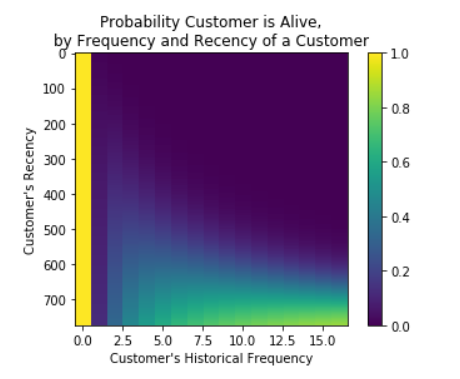 Probability Customer is Alive,
by Frequency and Recency of a Customer
0
100
200
300
400
500
600
700
Customer's Recency
0.0 2.5 5.0 7.5 10.0 12.5 15.0
Customer's Historical Frequency
1.0
0.8
0.6
0.4
0.2
0.0